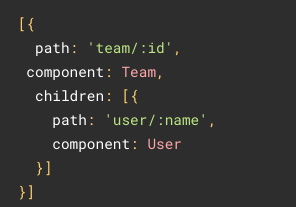 [{
   path: 'team/:id',
  component: Team,
   children: [{
     path: 'user/:name',
     component: User
   }]
}]